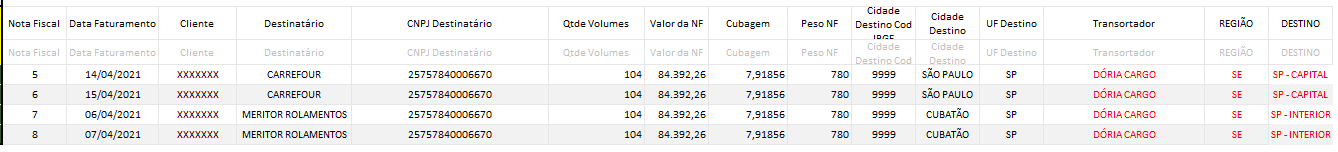 Nota Fiscal Data Faturamento Cliente Destinatário CNPJ Destinatário Qtde Volumes Valor da NF Cubagem Peso NF Cidade Destino Cod IBGE Cidade Destino UF Destino Transortador REGIÃO DESTINO
Nota Fiscal Data Faturamento Cliente Destinatário CNPJ Destinatário Qtde Volumes Valor da NF Cubagem Peso NF Cidade Destino Cod Cidade Destino UF Destino Transortador REGIÃO DESTINO
5 14/04/2021 XXXXXXX CARREFOUR 25757840006670 104 84.392,26 7,91856 780 9999 SÃO PAULO SP DÓRIA CARGO SE SP - CAPITAL
6 15/04/2021 XXXXXXX CARREFOUR 25757840006670 104 84.392,26 7,91856 780 9999 SÃO PAULO SP DÓRIA CARGO SE SP - CAPITAL
7 06/04/2021 XXXXXXX MERITOR ROLAMENTOS 25757840006670 104 84.392,26 7,91856 780 9999 CUBATÃO SP DÓRIA CARGO SE SP - INTERIOR
8 07/04/2021 XXXXXXX MERITOR ROLAMENTOS 25757840006670 104 84.392,26 7,91856 780 9999 CUBATÃO SP DÓRIA CARGO SE SP - INTERIOR